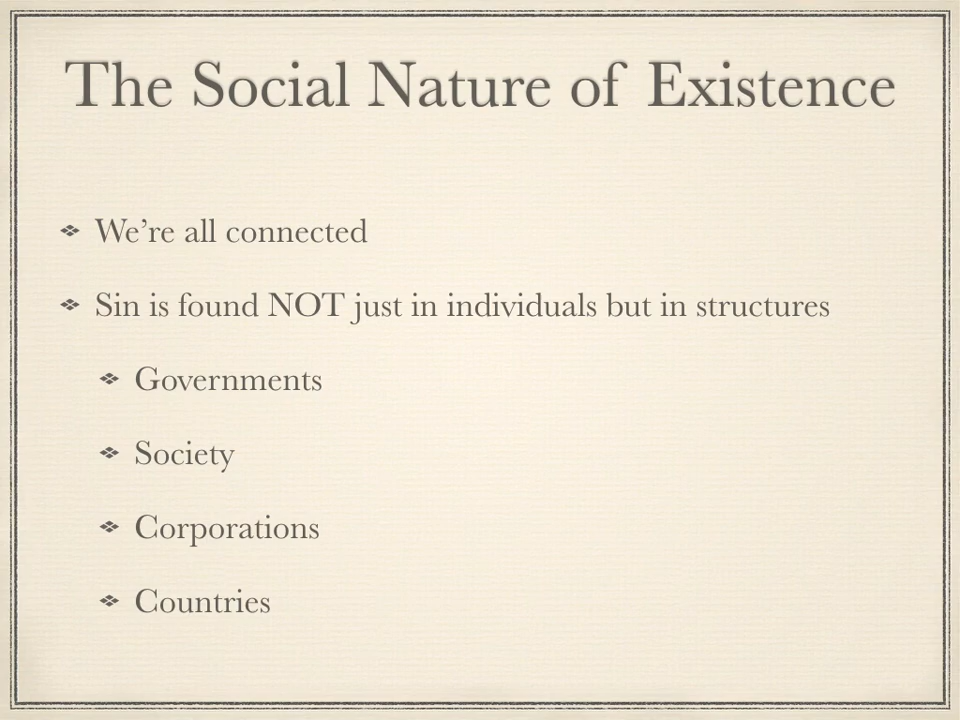 The Social Nature of Existence
We’re all connected
Sin is found NOT just in individuals but in structures
Governments
Society
Corporations
Countries